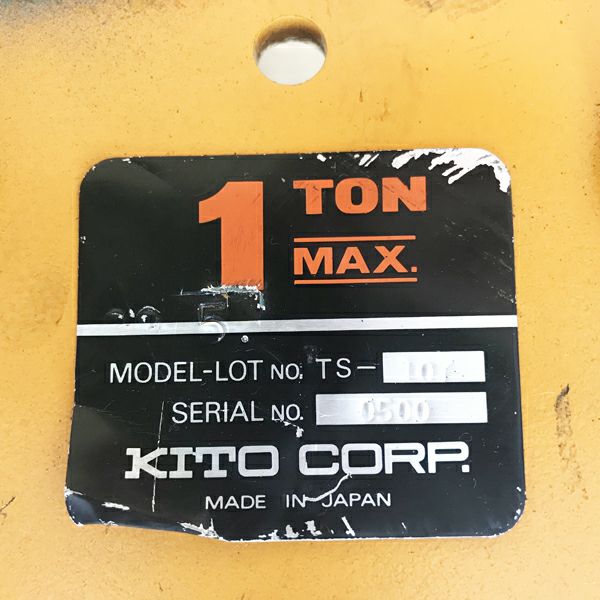 1 TON
MAX.
MODEL-LOT NO. TS-
SERIAL NO. 0500
KITO CORP.
MADE IN JAPAN